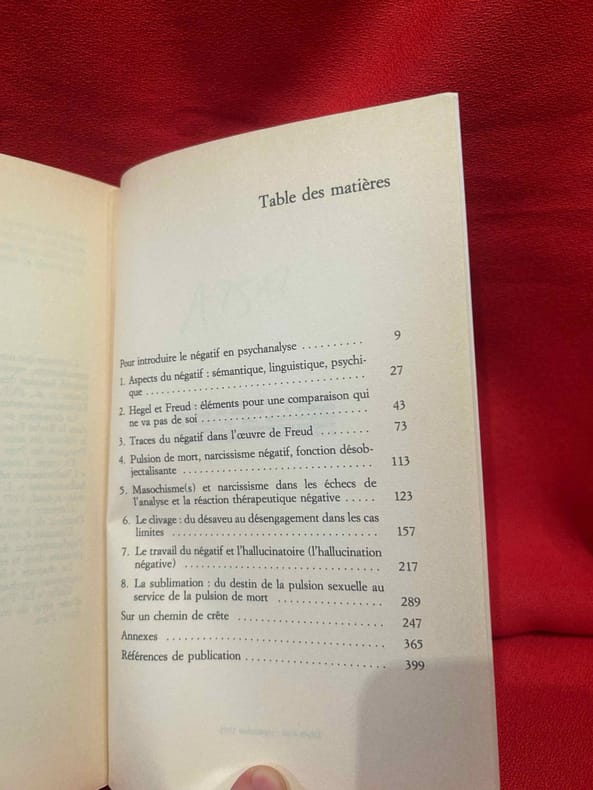 Table des matières
Pour introduire le négatif en psychanalyse .......... 9
1. Aspects du négatif : sémantique, linguistique, psychi-
que .......... 27
2. Hegel et Freud : éléments pour une comparaison qui
ne va pas de soi .......... 43
3. Traces du négatif dans l'œuvre de Freud ........ 73
4. Pulsion de mort, narcissisme négatif, fonction désob-
jectalisante .......... 113
5. Masochisme(s) et narcissisme dans les échecs de
l'analyse et la réaction thérapeutique négative ..... 123
6. Le clivage : du désaveu au désengagement dans les cas
limites .......... 157
7. Le travail du négatif et l'hallucinatoire (l'hallucination
négative) .......... 217
8. La sublimation : du destin de la pulsion sexuelle au
service de la pulsion de mort .......... 289
Sur un chemin de crête .......... 247
Annexes .......... 365
Références de publication .......... 399